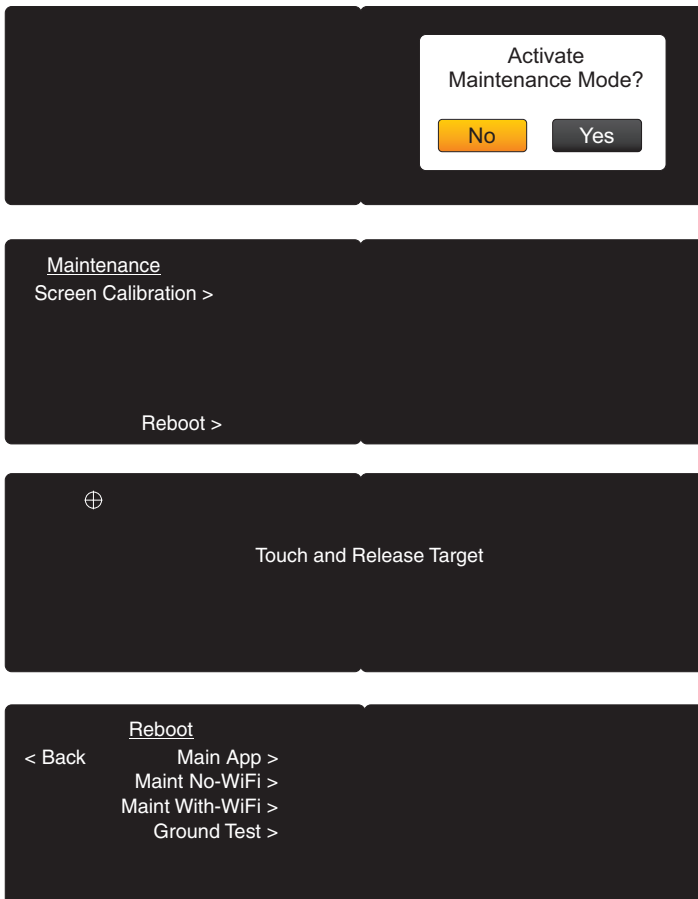 Activate
Maintenance Mode?
No Yes
Maintenance
Screen Calibration >
Reboot >
Touch and Release Target
Reboot
< Back Main App >
Maint No-WiFi >
Maint With-WiFi >
Ground Test >